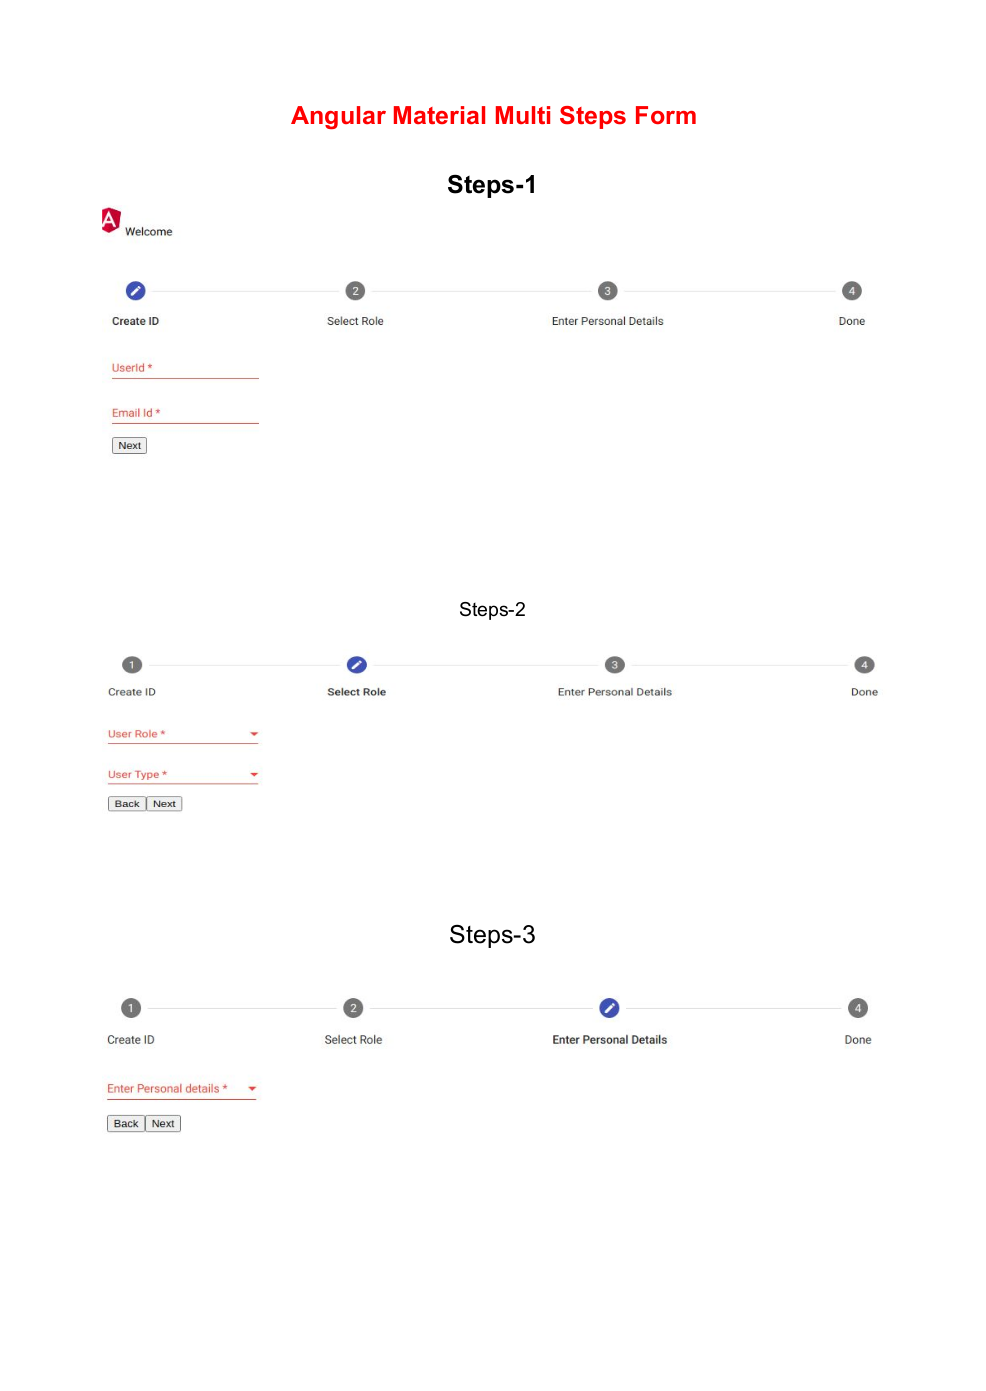 Angular Material Multi Steps Form
Steps-1
A Welcome
2 3 4
Create ID Select Role Enter Personal Details Done
UserId *
Email Id *
Next
Steps-2
1 3 4
Create ID Select Role Enter Personal Details Done
User Role *
User Type *
Back Next
Steps-3
1 2 4
Create ID Select Role Enter Personal Details Done
Enter Personal details *
Back Next